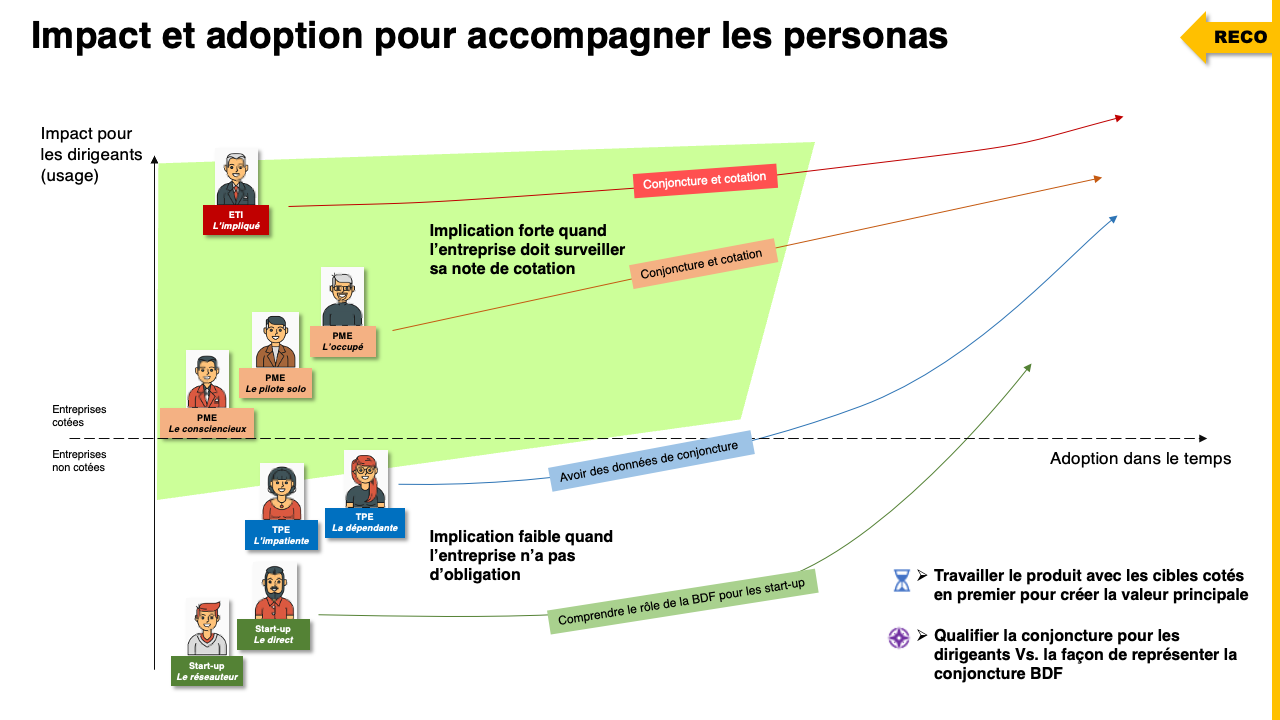 Impact et adoption pour accompagner les personas
RECO
Impact pour
les dirigeants
(usage)
ETI
L'impliqué
Conjoncture et cotation
Implication forte quand
l'entreprise doit surveiller
sa note de cotation
Conjoncture et cotation
PME
L'occupé
PME
Le pilote solo
PME
Le consciencieux
Entreprises
cotées
Entreprises
non cotées
Adoption dans le temps
Avoir des données de conjoncture
TPE
La dépendante
TPE
L'impatiente
Implication faible quand
l'entreprise n'a pas
d'obligation
Comprendre le rôle de la BDF pour les start-up
Start-up
Le direct
Start-up
Le réseauteur
➢ Travailler le produit avec les cibles cotés
en premier pour créer la valeur principale
➢ Qualifier la conjoncture pour les
dirigeants Vs. la façon de représenter la
conjoncture BDF